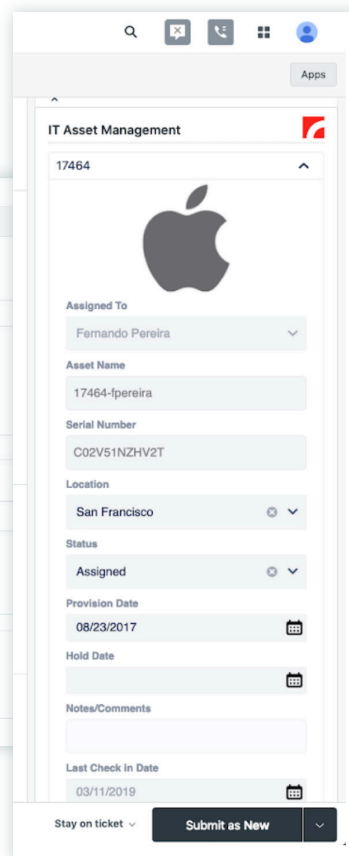 Apps
IT Asset Management
17464
Assigned To
Fernando Pereira
Asset Name
17464-fpereira
Serial Number
C02V51NZHV2T
Location
San Francisco
Status
Assigned
Provision Date
08/23/2017
Hold Date
Notes/Comments
Last Check in Date
03/11/2019
Stay on ticket
Submit as New